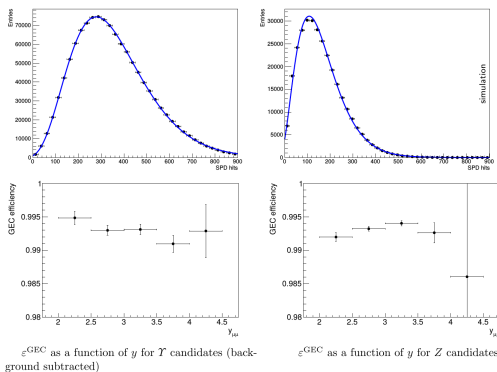 Entries
70000
60000
50000
40000
30000
20000
10000
0
0 100 200 300 400 500 600 700 800 900
SPD hits
Entries
30000
25000
20000
15000
10000
5000
0
0 100 200 300 400 500 600 700 800 900
SPD hits
simulation
GEC efficiency
1
0.995
0.99
0.985
0.98
2 2.5 3 3.5 4 4.5
yμμ
GEC efficiency
1
0.995
0.99
0.985
0.98
2 2.5 3 3.5 4 4.5
yμμ
εGEC as a function of y for ϒ candidates (back-
ground subtracted)
εGEC as a function of y for Z candidates